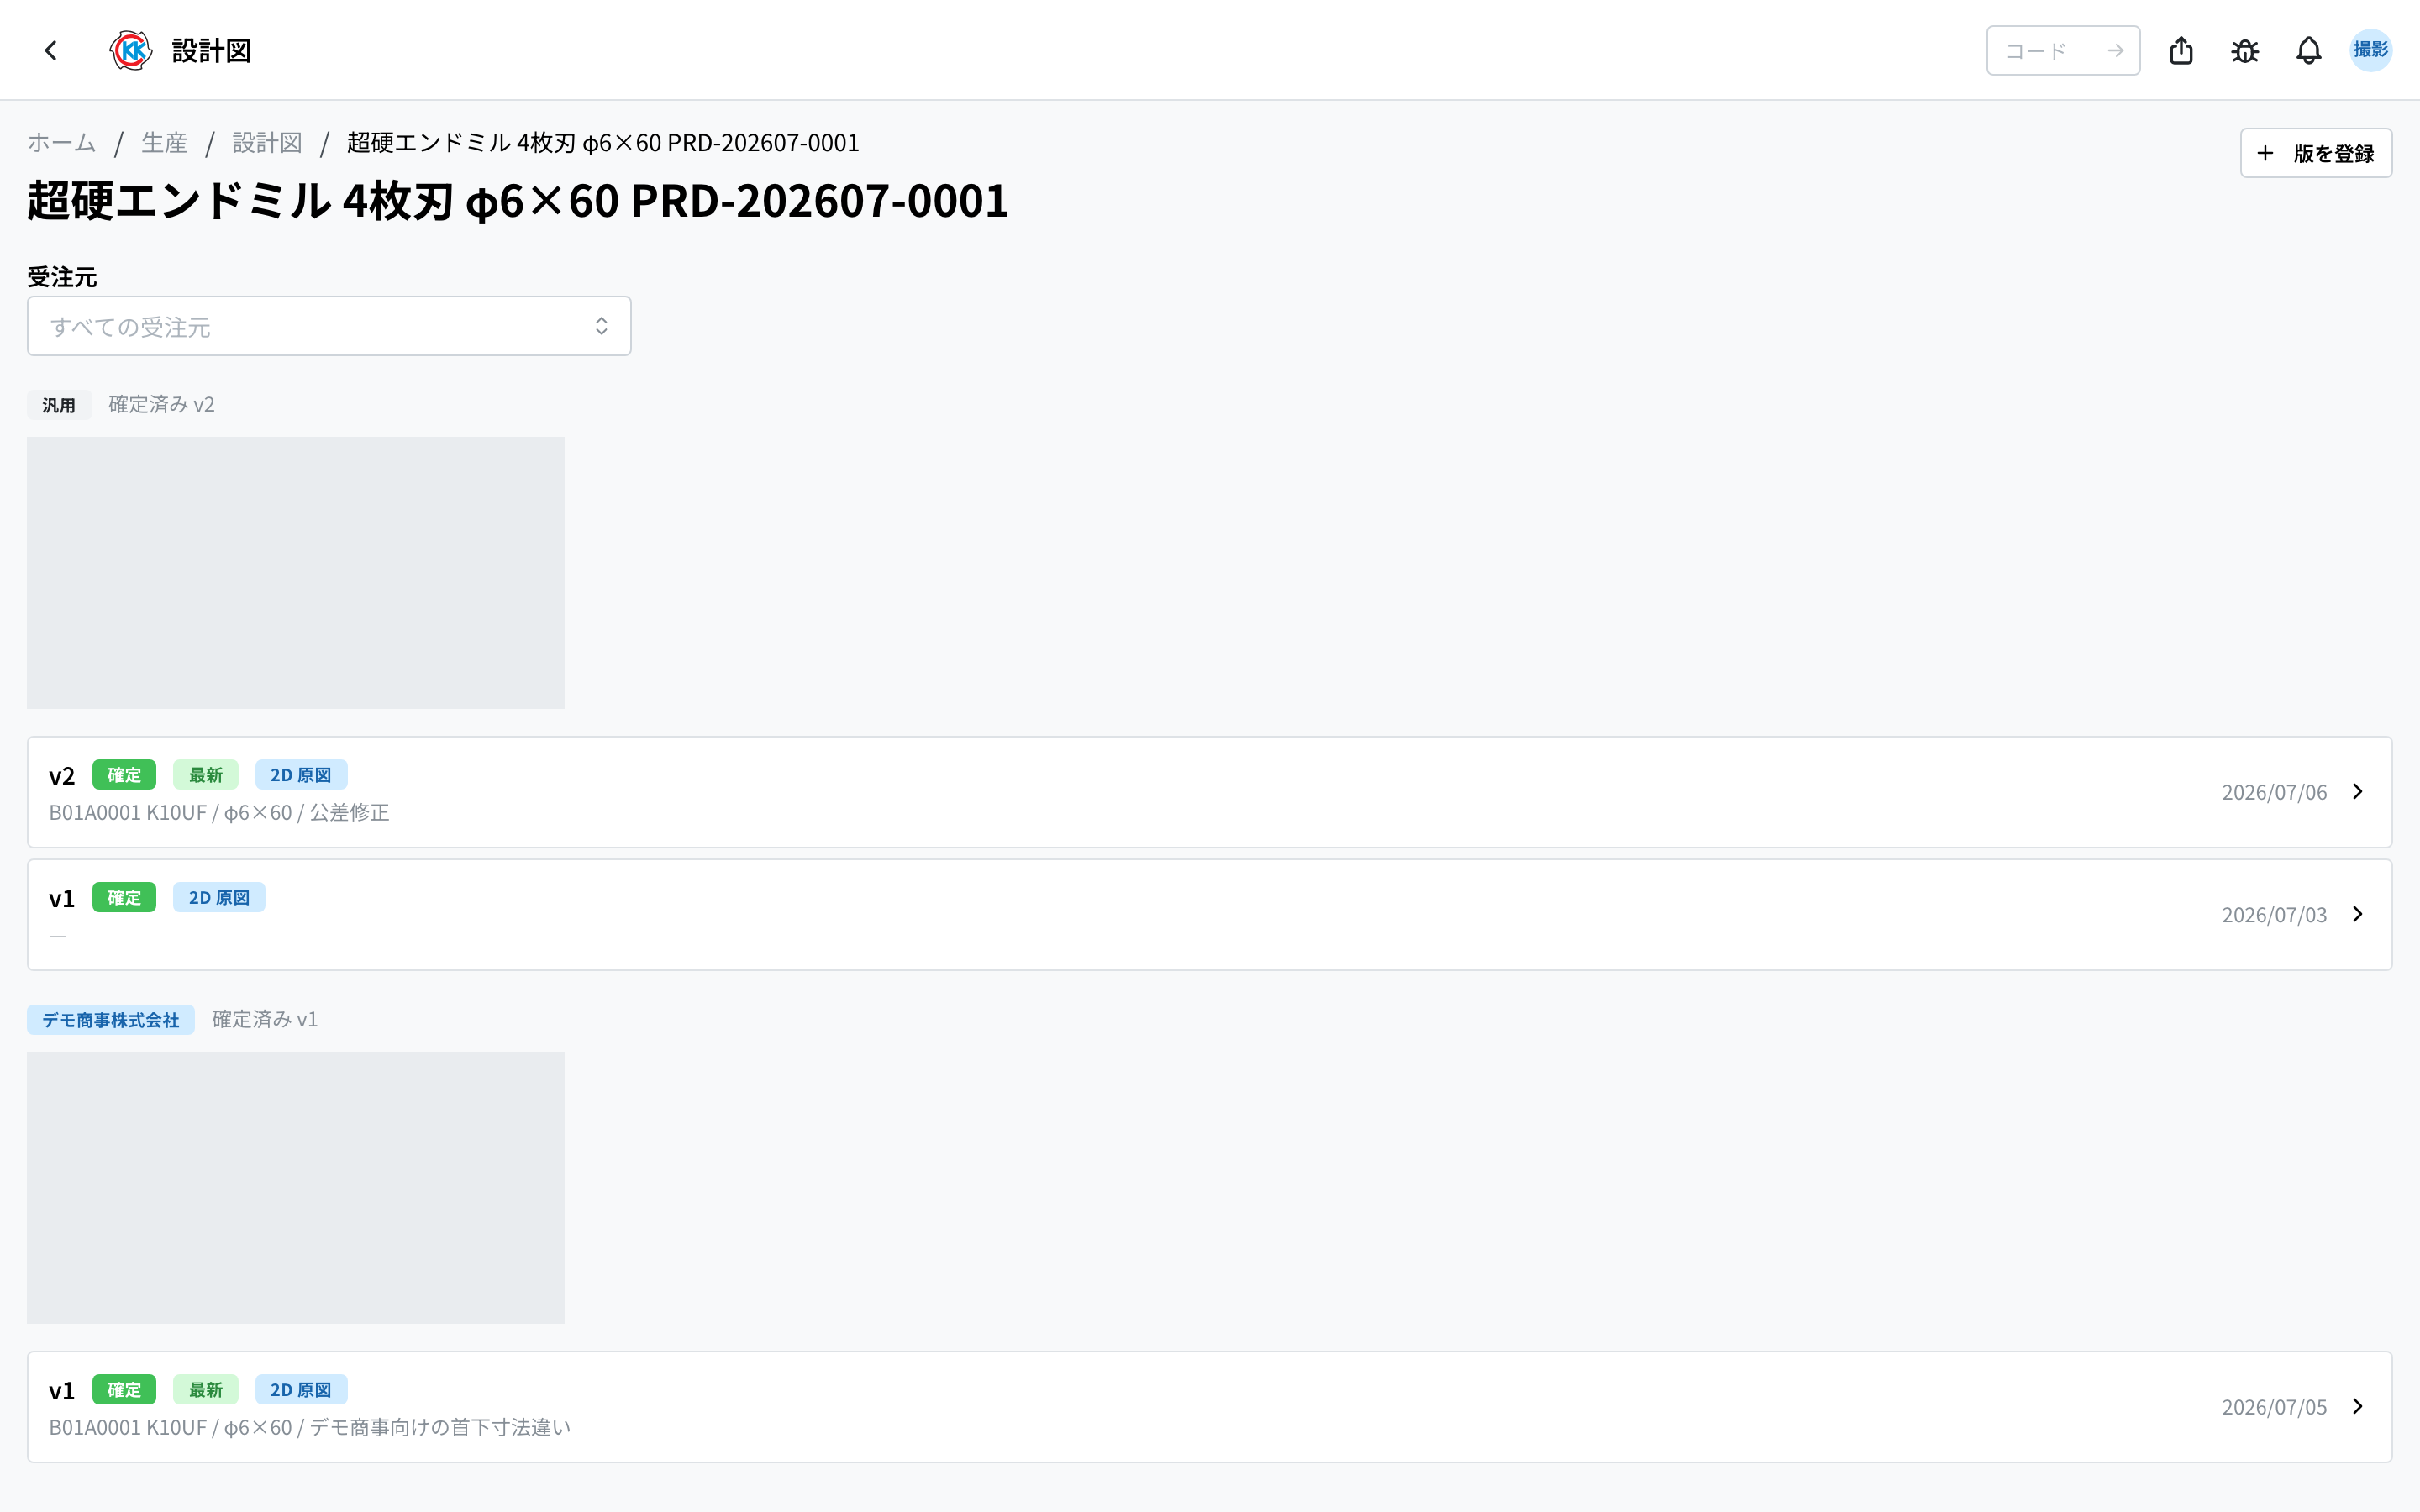 KK 設計図
コード
撮影
ホーム / 生産 / 設計図 / 超硬エンドミル 4枚刃 φ6×60 PRD-202607-0001
版を登録
超硬エンドミル 4枚刃 φ6×60 PRD-202607-0001
受注元
すべての受注元
汎用 確定済み v2
v2 確定 最新 2D 原図
B01A0001 K10UF / φ6×60 / 公差修正
2026/07/06
v1 確定 2D 原図
—
2026/07/03
デモ商事株式会社 確定済み v1
v1 確定 最新 2D 原図
B01A0001 K10UF / φ6×60 / デモ商事向けの首下寸法違い
2026/07/05